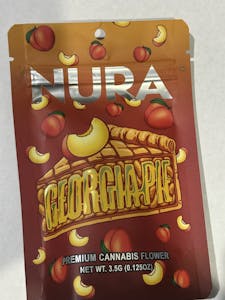 NURA
GEORGIA PIE
PREMIUM CANNABIS FLOWER
NET WT. 3.5G (0.125OZ)